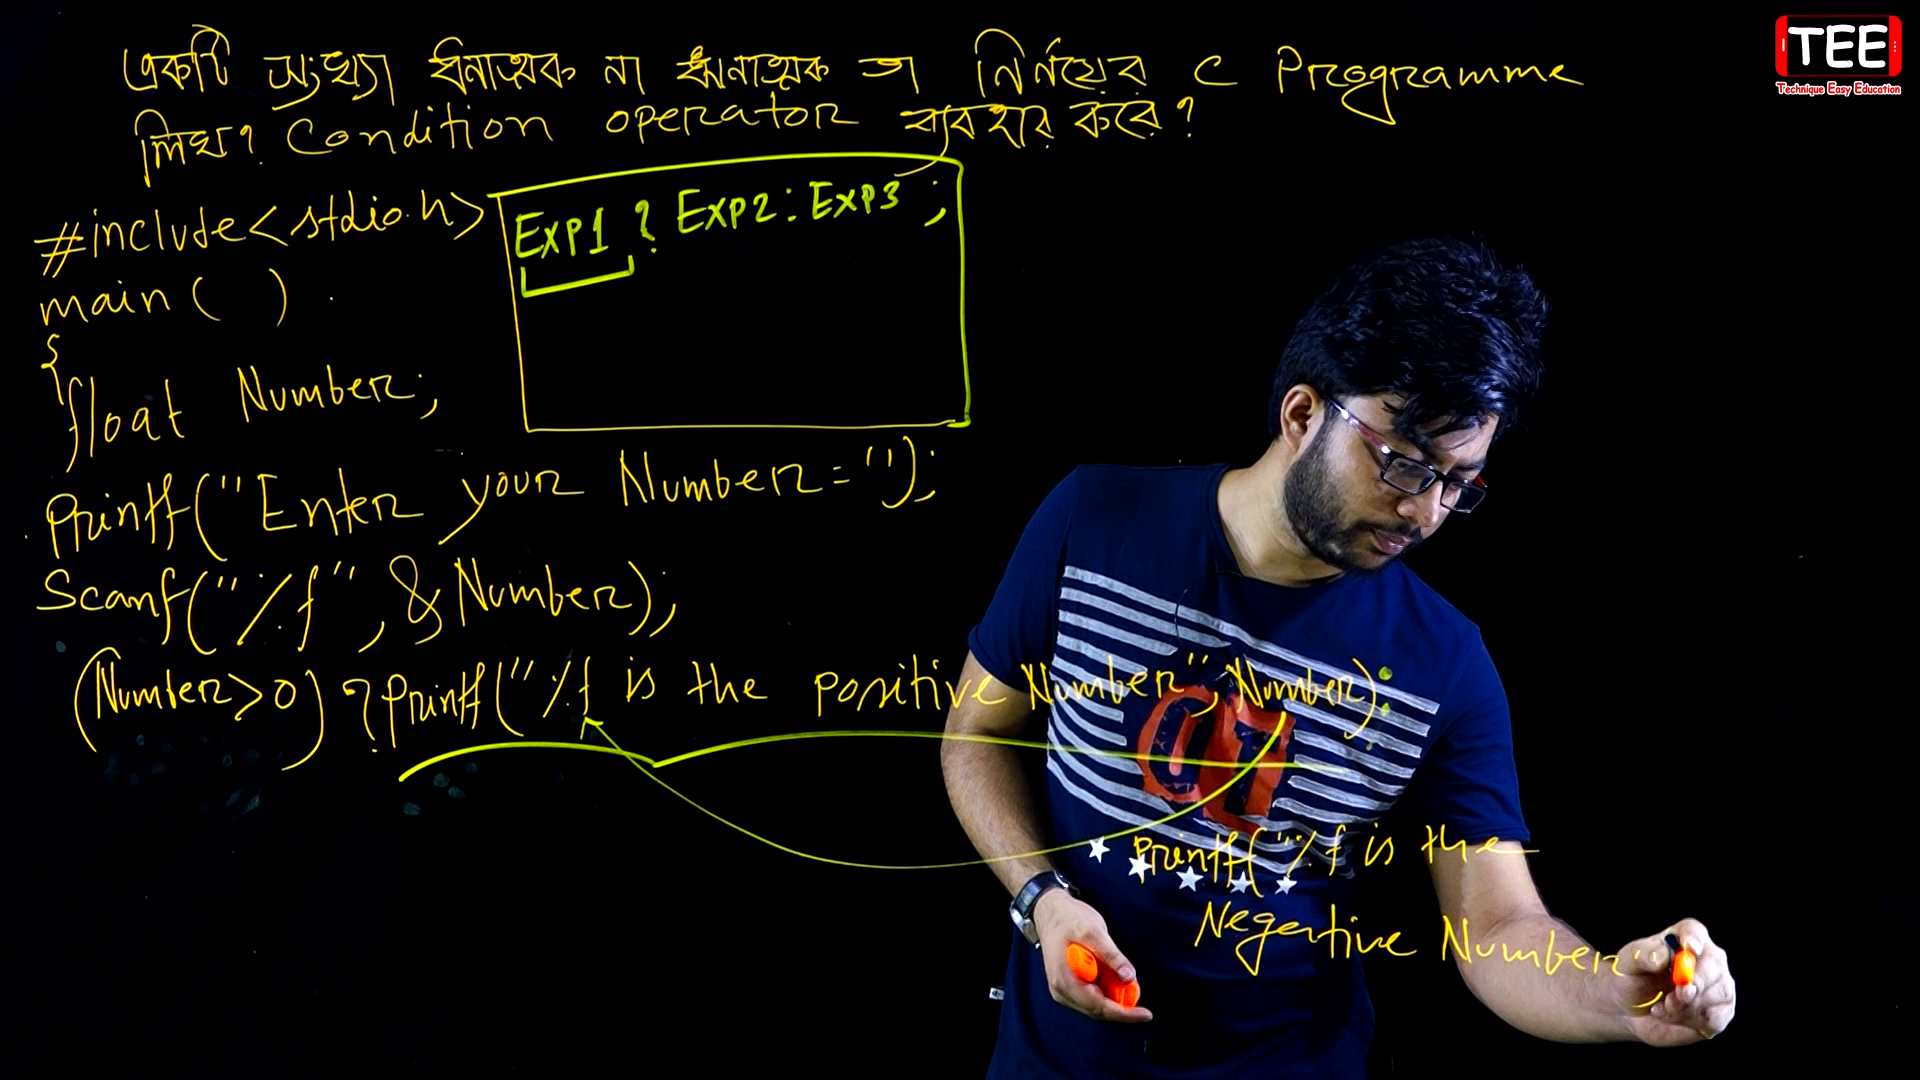 একটি সংখ্যা ধনাত্মক না ঋনাত্মক তা নির্নয়ের C Programme
লিখ? Condition operator ব্যবহার করে?
#include<stdio.h>
Exp1 ? Exp2 : Exp3 ;
main( )
{
float Number;
Printf("Enter your Number=");
Scanf("%f", &Number);
(Number>0) ? Printf("%f is the positive Number", Number):
Printf("%f is the
Negertive Number",
TEE
Technique Easy Education